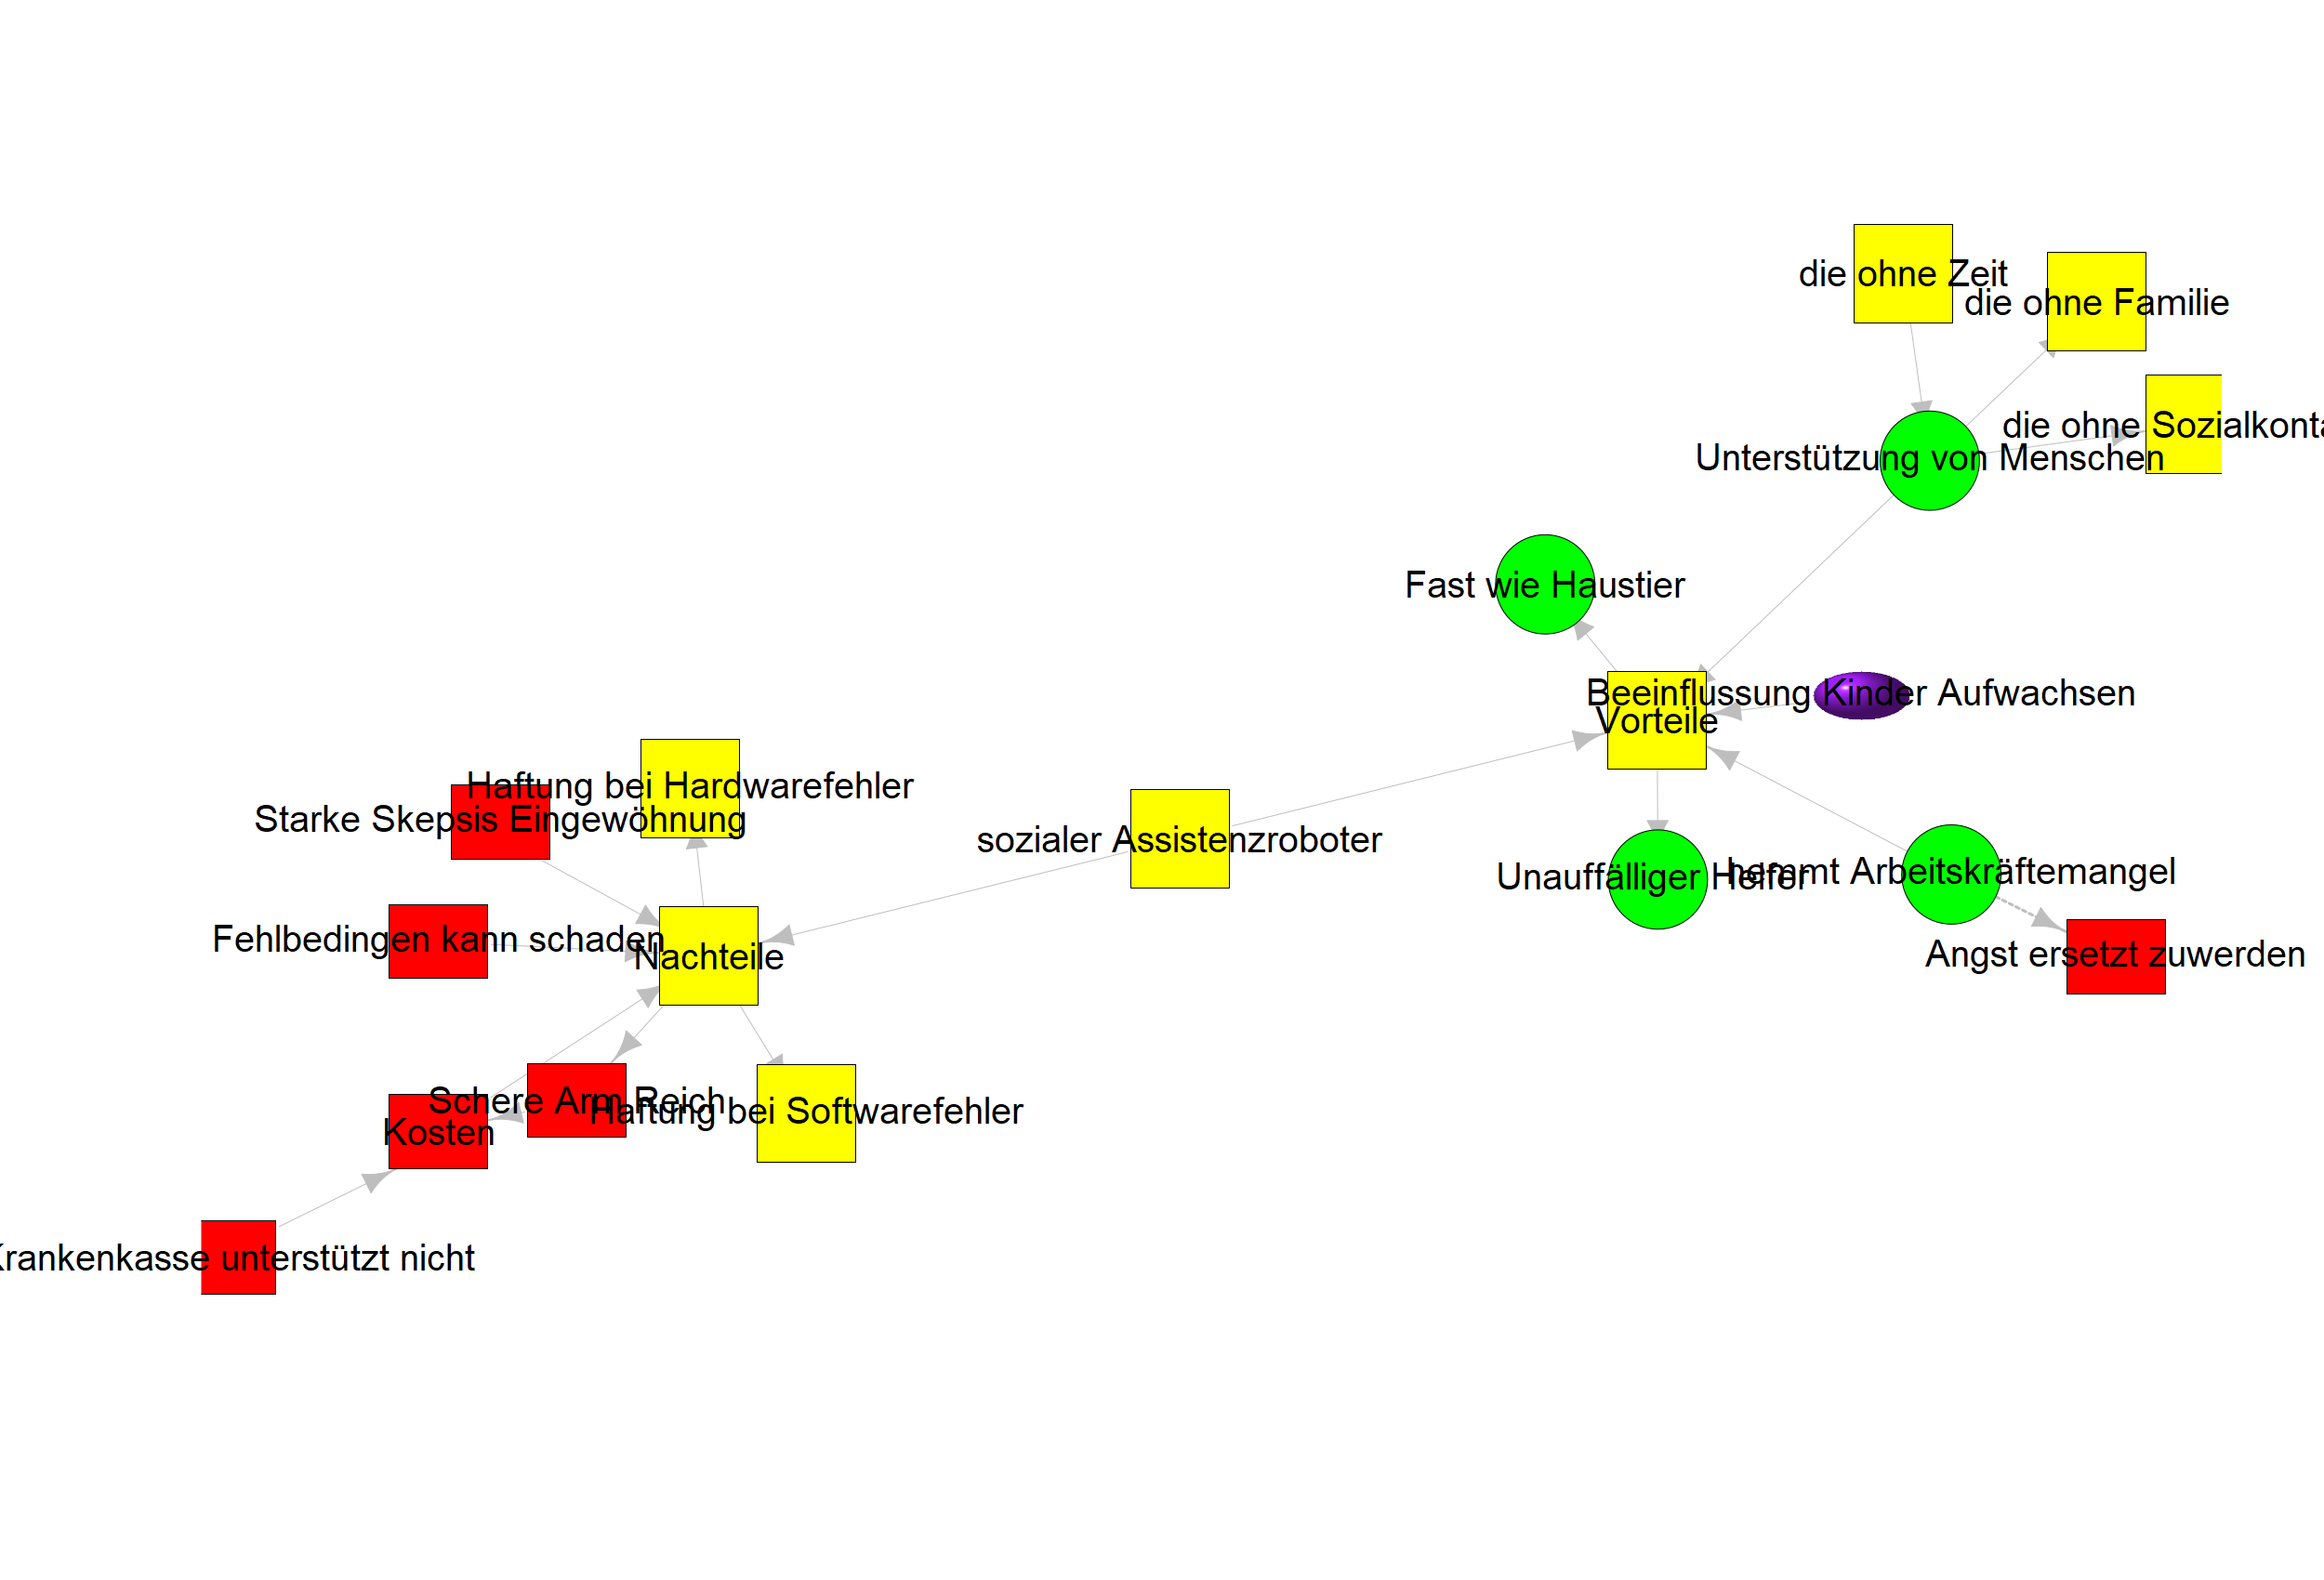 die ohne Zeit
die ohne Familie
die ohne
Unterstützung von Menschen
Fast wie Haustier
Beeinflussung Kinder Aufwachsen
Vorteile
Haftung bei Hardwarefehler
Starke Skepsis Eingewöhnung
sozialer Assistenzroboter
Unauffälliger Helfer
hemmt Arbeitskräftemangel
Fehlbedingen kann schaden
Nachteile
Angst ersetzt zuwerden
Schere Arm Reich
Haftung bei Softwarefehler
Kosten
Krankenkasse unterstützt nicht